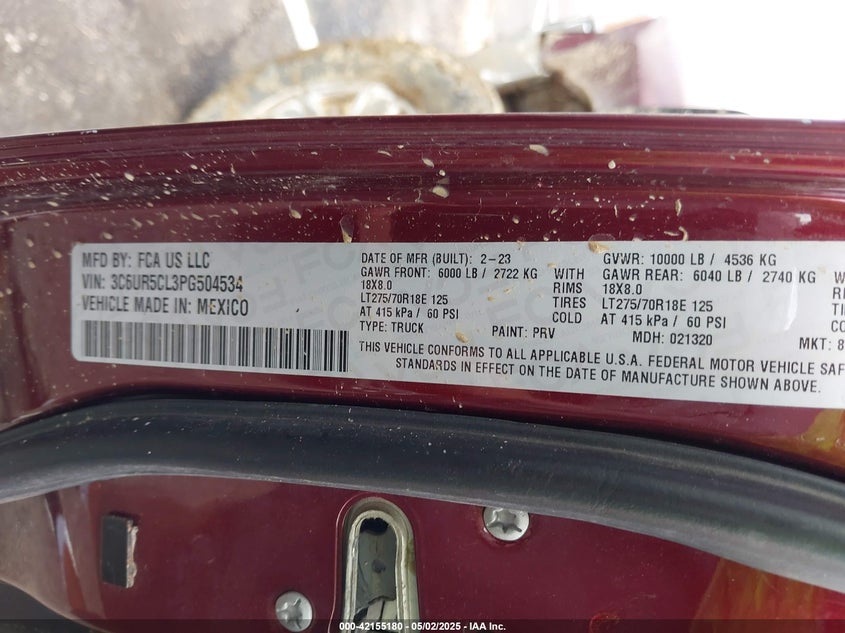 MFD BY: FCA US LLC
VIN: 3C6UR5CL3PG504534
VEHICLE MADE IN: MEXICO
DATE OF MFR (BUILT): 2-23
GAWR FRONT: 6000 LB / 2722 KG WITH
18X8.0 RIMS
LT275/70R18E 125 TIRES
AT 415 kPa / 60 PSI COLD
TYPE: TRUCK PAINT: PRV
GVWR: 10000 LB / 4536 KG
GAWR REAR: 6040 LB / 2740 KG WITH
18X8.0
LT275/70R18E 125
AT 415 kPa / 60 PSI
MDH: 021320 MKT: 8
THIS VEHICLE CONFORMS TO ALL APPLICABLE U.S.A. FEDERAL MOTOR VEHICLE
STANDARDS IN EFFECT ON THE DATE OF MANUFACTURE SHOWN ABOVE.
000-42155180 - 05/02/2025 - IAA Inc.